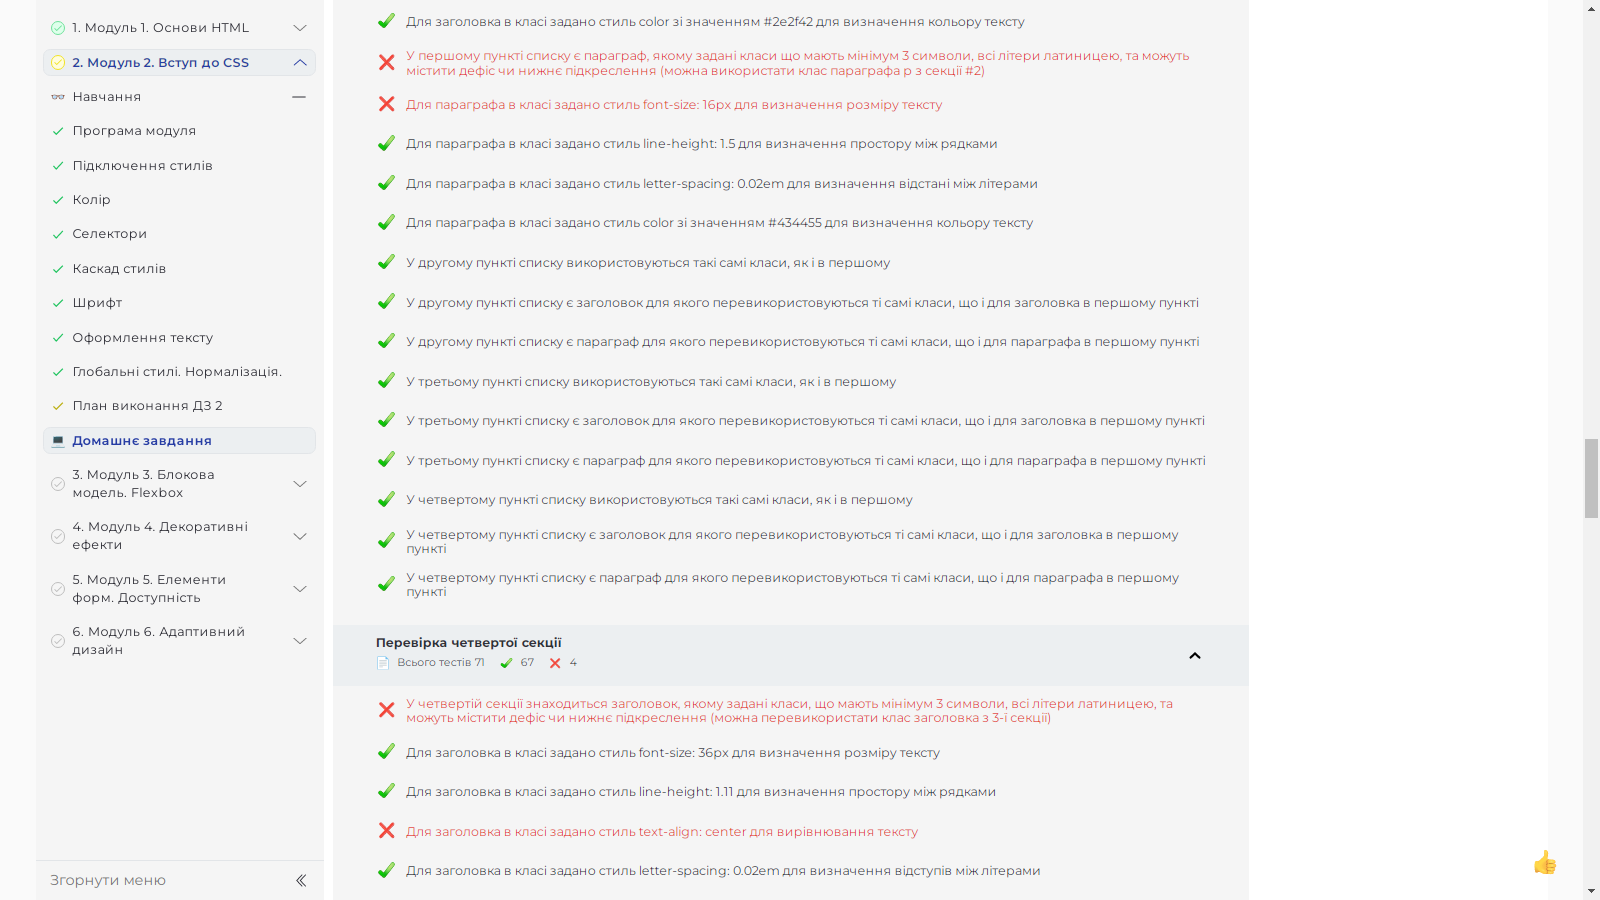 1. Модуль 1. Основи HTML
2. Модуль 2. Вступ до CSS
Навчання
Програма модуля
Підключення стилів
Колір
Селектори
Каскад стилів
Шрифт
Оформлення тексту
Глобальні стилі. Нормалізація.
План виконання ДЗ 2
Домашнє завдання
3. Модуль 3. Блокова
модель. Flexbox
4. Модуль 4. Декоративні
ефекти
5. Модуль 5. Елементи
форм. Доступність
6. Модуль 6. Адаптивний
дизайн
Згорнути меню
Для заголовка в класі задано стиль color зі значенням #2e2f42 для визначення кольору тексту
У першому пункті списку є параграф, якому задані класи що мають мінімум 3 символи, всі літери латиницею, та можуть
містити дефіс чи нижнє підкреслення (можна використати клас параграфа p з секції #2)
Для параграфа в класі задано стиль font-size: 16px для визначення розміру тексту
Для параграфа в класі задано стиль line-height: 1.5 для визначення простору між рядками
Для параграфа в класі задано стиль letter-spacing: 0.02em для визначення відстані між літерами
Для параграфа в класі задано стиль color зі значенням #434455 для визначення кольору тексту
У другому пункті списку використовуються такі самі класи, як і в першому
У другому пункті списку є заголовок для якого перевикористовуються ті самі класи, що і для заголовка в першому пункті
У другому пункті списку є параграф для якого перевикористовуються ті самі класи, що і для параграфа в першому пункті
У третьому пункті списку використовуються такі самі класи, як і в першому
У третьому пункті списку є заголовок для якого перевикористовуються ті самі класи, що і для заголовка в першому пункті
У третьому пункті списку є параграф для якого перевикористовуються ті самі класи, що і для параграфа в першому пункті
У четвертому пункті списку використовуються такі самі класи, як і в першому
У четвертому пункті списку є заголовок для якого перевикористовуються ті самі класи, що і для заголовка в першому
пункті
У четвертому пункті списку є параграф для якого перевикористовуються ті самі класи, що і для параграфа в першому
пункті
Перевірка четвертої секції
Всього тестів 71 67 4
У четвертій секції знаходиться заголовок, якому задані класи, що мають мінімум 3 символи, всі літери латиницею, та
можуть містити дефіс чи нижнє підкреслення (можна перевикористати клас заголовка з 3-ї секції)
Для заголовка в класі задано стиль font-size: 36px для визначення розміру тексту
Для заголовка в класі задано стиль line-height: 1.11 для визначення простору між рядками
Для заголовка в класі задано стиль text-align: center для вирівнювання тексту
Для заголовка в класі задано стиль letter-spacing: 0.02em для визначення відступів між літерами